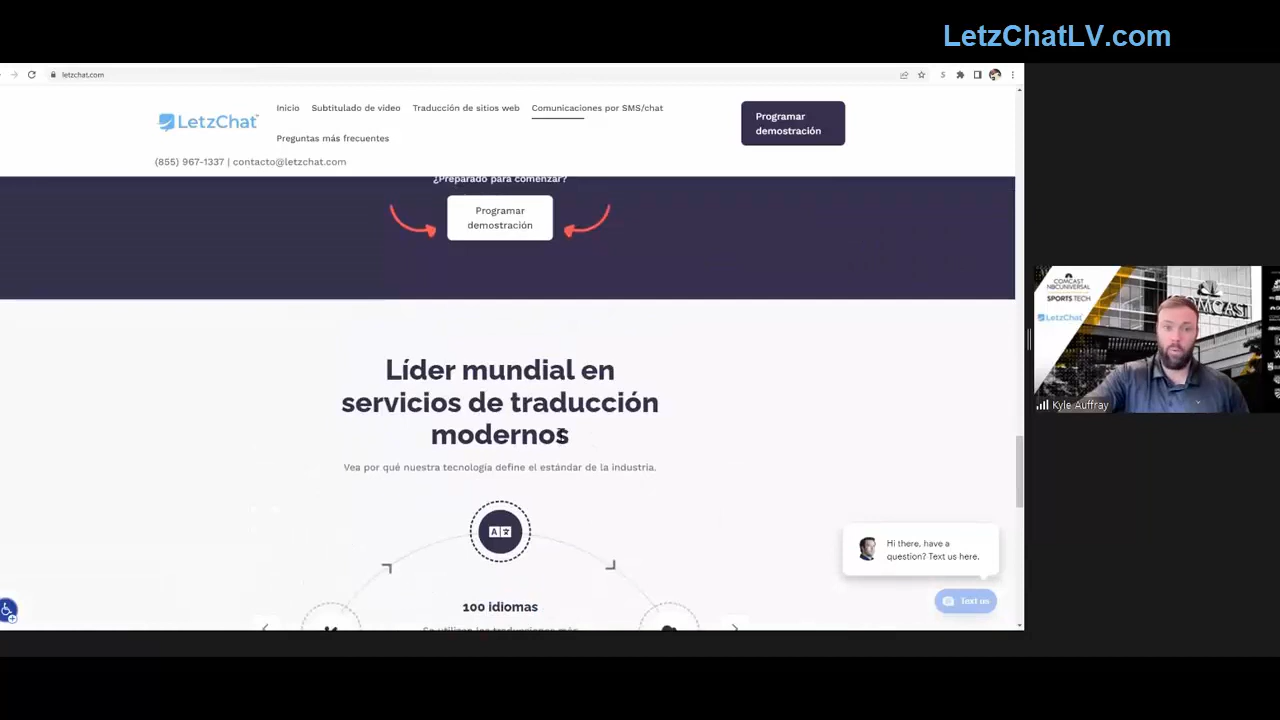 LetzChatLV.com
letzchat.com
LetzChat
Inicio
Subtitulado de video
Traducción de sitios web
Comunicaciones por SMS/chat
Preguntas más frecuentes
Programar
demostración
(855) 967-1337 | contacto@letzchat.com
¿Preparado para comenzar?
Programar
demostración
Líder mundial en
servicios de traducción
modernos
Vea por qué nuestra tecnología define el estándar de la industria.
100 idiomas
Hi there, have a
question? Text us here.
Text us
COMCAST
NBCUNIVERSAL
SPORTS TECH
LetzChat
COMCAST
Kyle Auffray